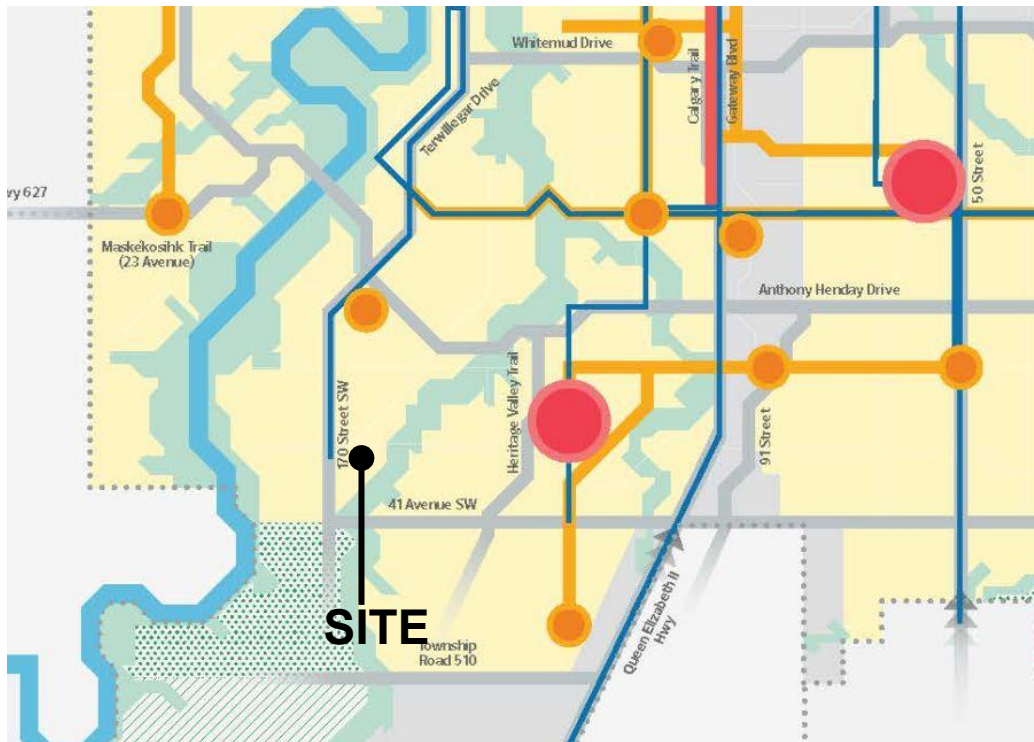 Whitemud Drive
Calgary Trail
Gateway Blvd
Terwillegar Drive
50 Street
wy 627
Maskêkosihk Trail
(23 Avenue)
Anthony Henday Drive
170 Street SW
Heritage Valley Trail
91 Street
41 Avenue SW
SITE
Township
Road 510
Queen Elizabeth II
Hwy